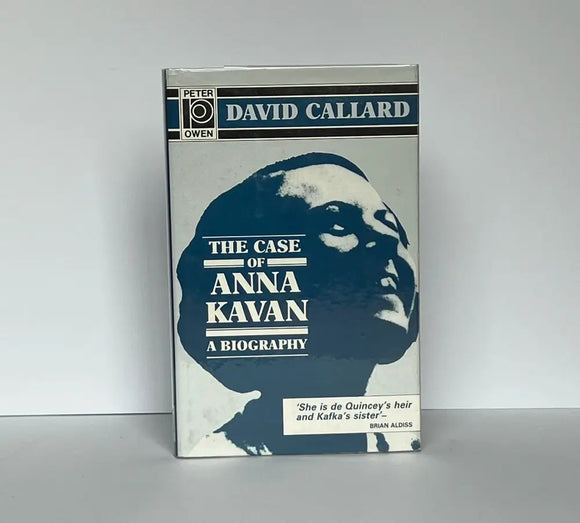 PETER
OWEN
DAVID CALLARD
THE CASE
OF
ANNA
KAVAN
A BIOGRAPHY
'She is de Quincey's heir
and Kafka's sister'–
BRIAN ALDISS